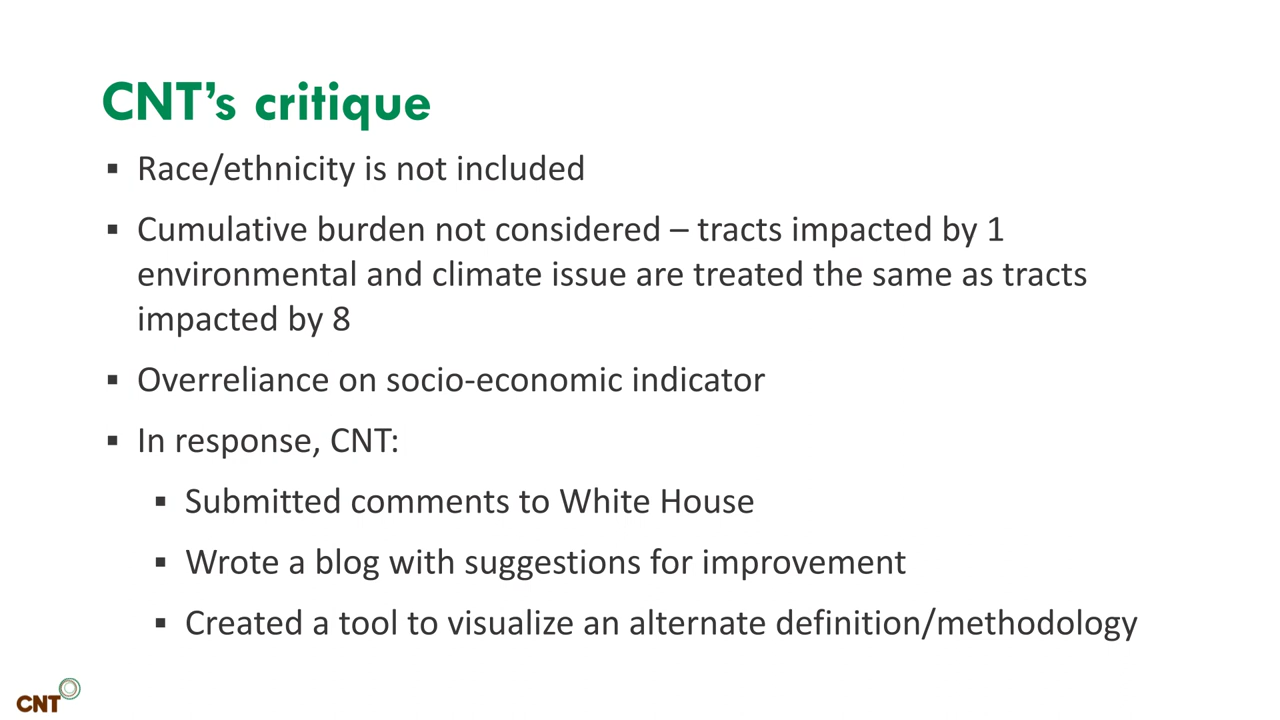 CNT’s critique
▪ Race/ethnicity is not included
▪ Cumulative burden not considered – tracts impacted by 1
environmental and climate issue are treated the same as tracts
impacted by 8
▪ Overreliance on socio-economic indicator
▪ In response, CNT:
▪ Submitted comments to White House
▪ Wrote a blog with suggestions for improvement
▪ Created a tool to visualize an alternate definition/methodology
CNT